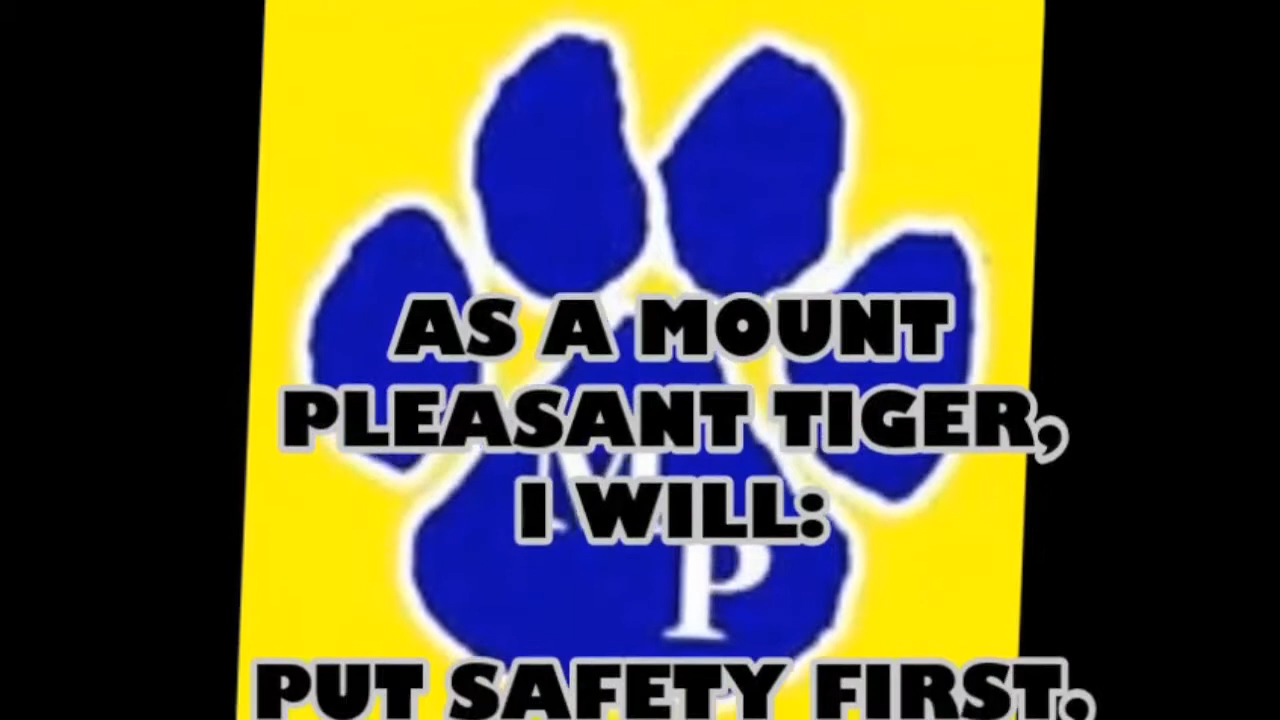 AS A MOUNT
PLEASANT TIGER,
I WILL:
M
P
PUT SAFETY FIRST.